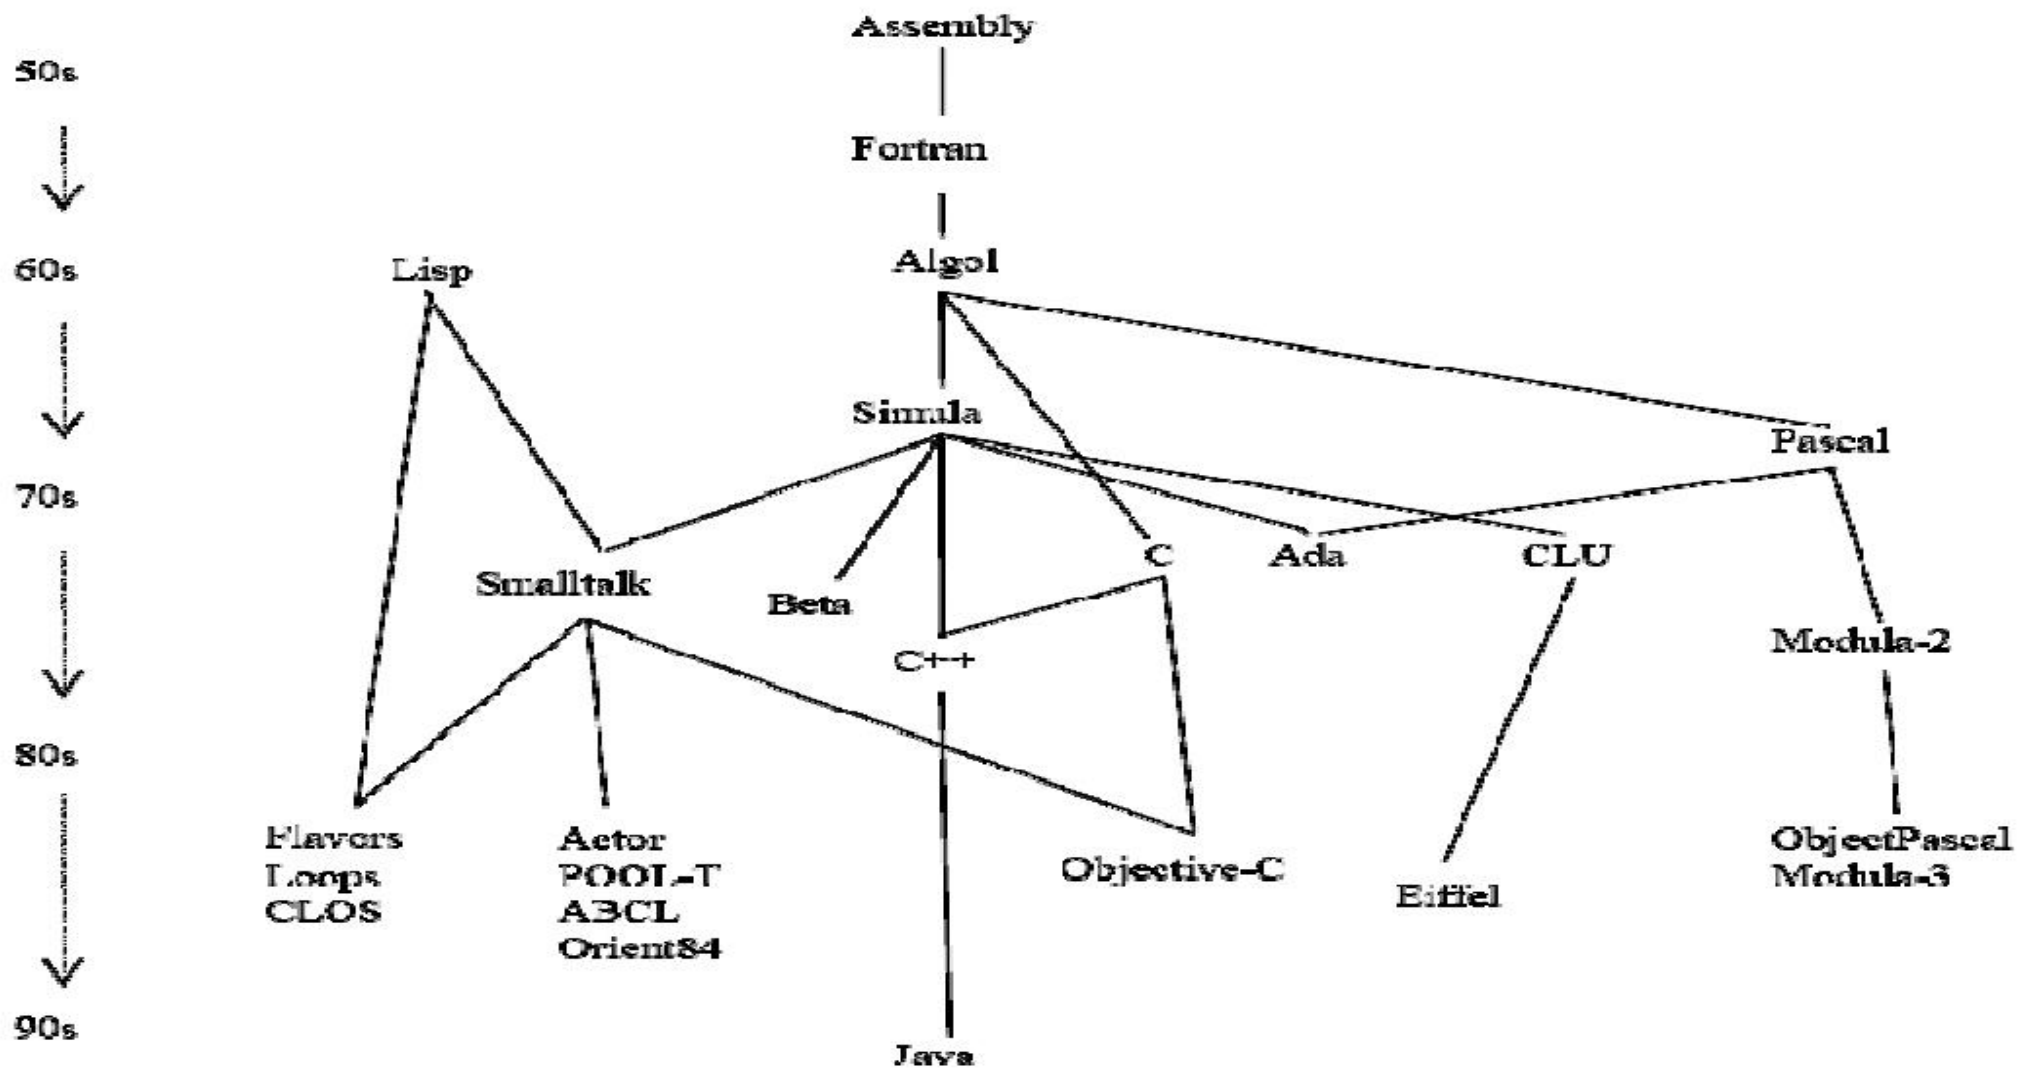 Assembly
50s
Fortran
60s
Lisp
Algol
Simula
Pascal
70s
Smalltalk
Beta
C
Ada
CLU
C++
Modula-2
80s
Flavors
Loops
CLOS
Actor
POOL-T
ABCL
Orient84
Objective-C
Eiffel
ObjectPascal
Modula-3
90s
Java